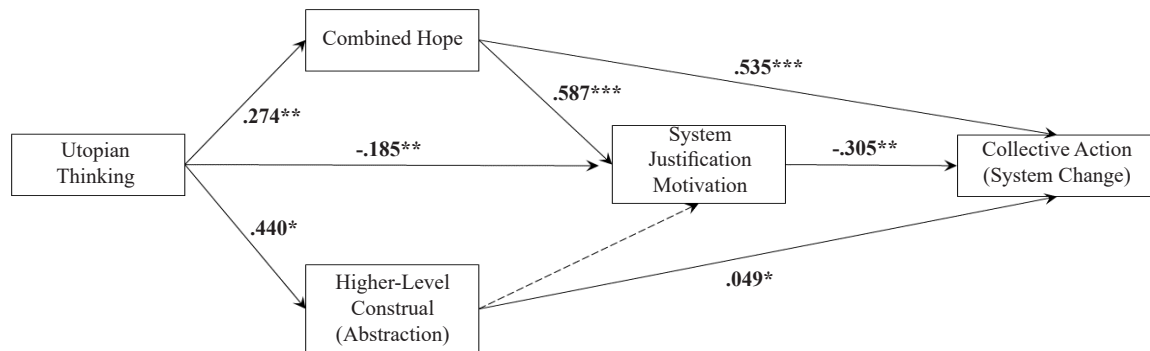 Combined Hope
.535***
.587***
.274**
Utopian
Thinking
-.185**
System
Justification
Motivation
-.305**
Collective Action
(System Change)
.440*
Higher-Level
Construal
(Abstraction)
.049*